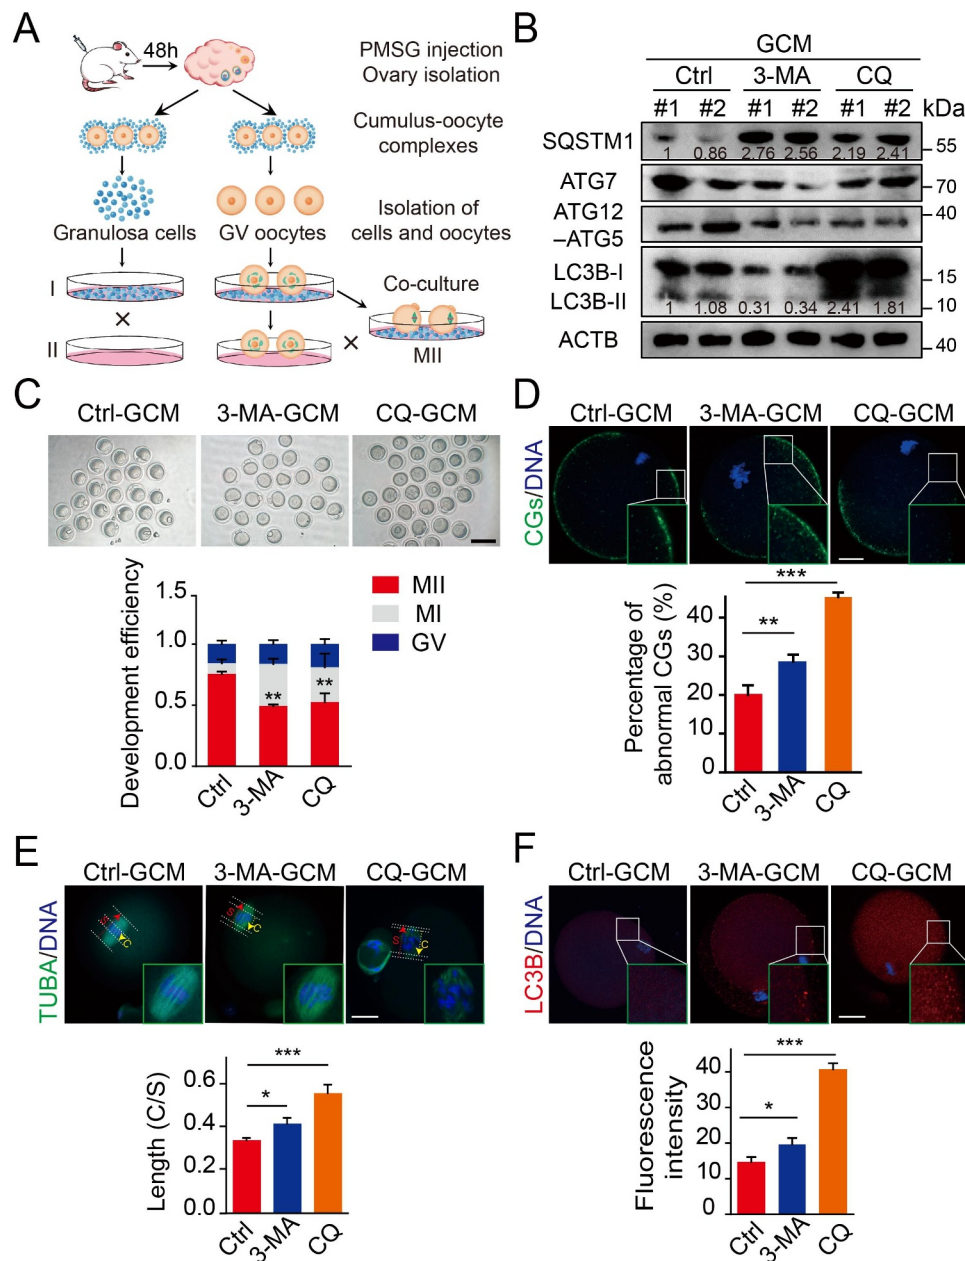 A
48h
PMSG injection
Ovary isolation
Cumulus-oocyte
complexes
Granulosa cells
GV oocytes
Isolation of
cells and oocytes
Co-culture
I
II
MII
B
GCM
Ctrl 3-MA CQ
#1 #2 #1 #2 #1 #2 kDa
SQSTM1
1 0.86 2.76 2.56 2.19 2.41
55
ATG7
70
ATG12
–ATG5
40
LC3B-I
15
LC3B-II
1 1.08 0.31 0.34 2.41 1.81
10
ACTB
40
C
Ctrl-GCM 3-MA-GCM CQ-GCM
MII
MI
GV
Development efficiency
1.5
1.0
0.5
0.0
** **
Ctrl 3-MA CQ
D
Ctrl-GCM 3-MA-GCM CQ-GCM
CGs/DNA
Percentage of
abnormal CGs (%)
40
30
20
10
0
***
**
Ctrl 3-MA CQ
E
Ctrl-GCM 3-MA-GCM CQ-GCM
TUBA/DNA
S C
S C
S C
Length (C/S)
0.6
0.4
0.2
0.0
***
*
Ctrl 3-MA CQ
F
Ctrl-GCM 3-MA-GCM CQ-GCM
LC3B/DNA
Fluorescence
intensity
40
30
20
10
0
***
*
Ctrl 3-MA CQ